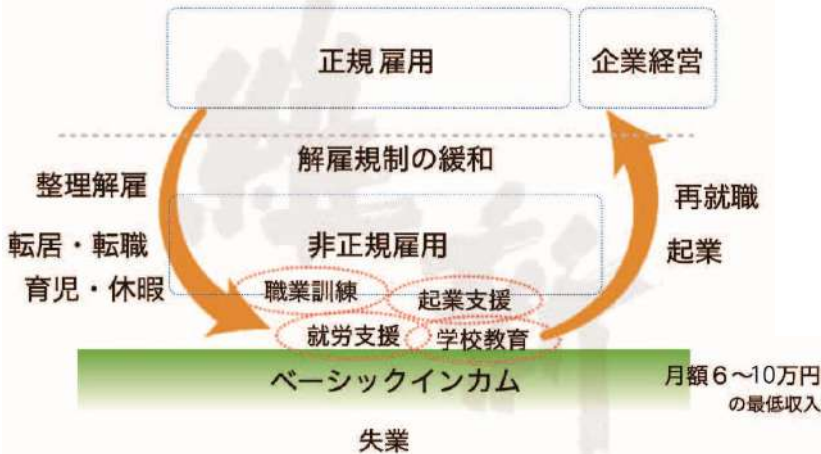 正規雇用
企業経営
解雇規制の緩和
整理解雇
転居・転職
育児・休暇
非正規雇用
再就職
起業
職業訓練
起業支援
就労支援
学校教育
ベーシックインカム
月額6〜10万円
の最低収入
失業